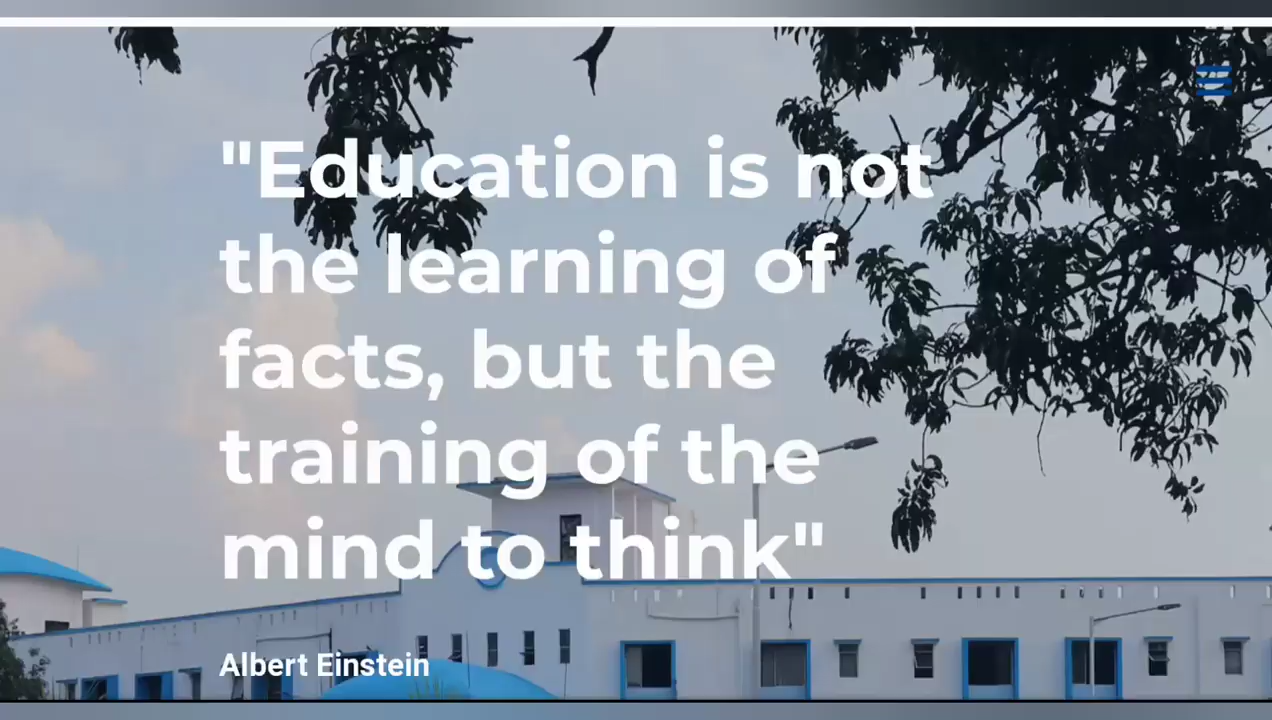 "Education is not
the learning of
facts, but the
training of the
mind to think"
Albert Einstein